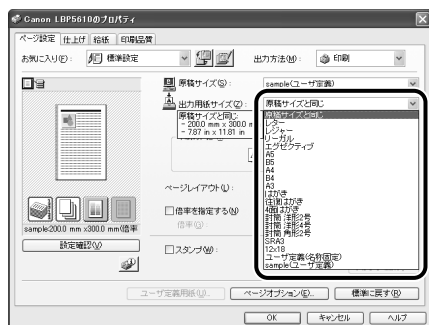 Canon LBP5610のプロパティ
ページ設定 仕上げ 給紙 印刷品質
お気に入り(F): 標準設定 出力方法(M): 印刷
原稿サイズ(S): sample(ユーザ定義)
出力用紙サイズ(Z): 原稿サイズと同じ
原稿サイズと同じ:
- 200.0 mm x 300.0 m
- 7.87 in x 11.81 in
原稿サイズと同じ
レター
レジャー
リーガル
エグゼクティブ
A5
B5
A4
B4
A3
はがき
往復はがき
4面はがき
封筒 洋形2号
封筒 洋形4号
封筒 角形2号
SRA3
12x18
ユーザ定義(名称固定)
sample(ユーザ定義)
ページレイアウト(L):
倍率を指定する(N)
倍率(G):
sample:200.0 mm x300.0 mm(倍率
設定確認(V)
スタンプ(W):
ユーザ定義用紙(U)... ページオプション(E)... 標準に戻す(R)
OK キャンセル ヘルプ